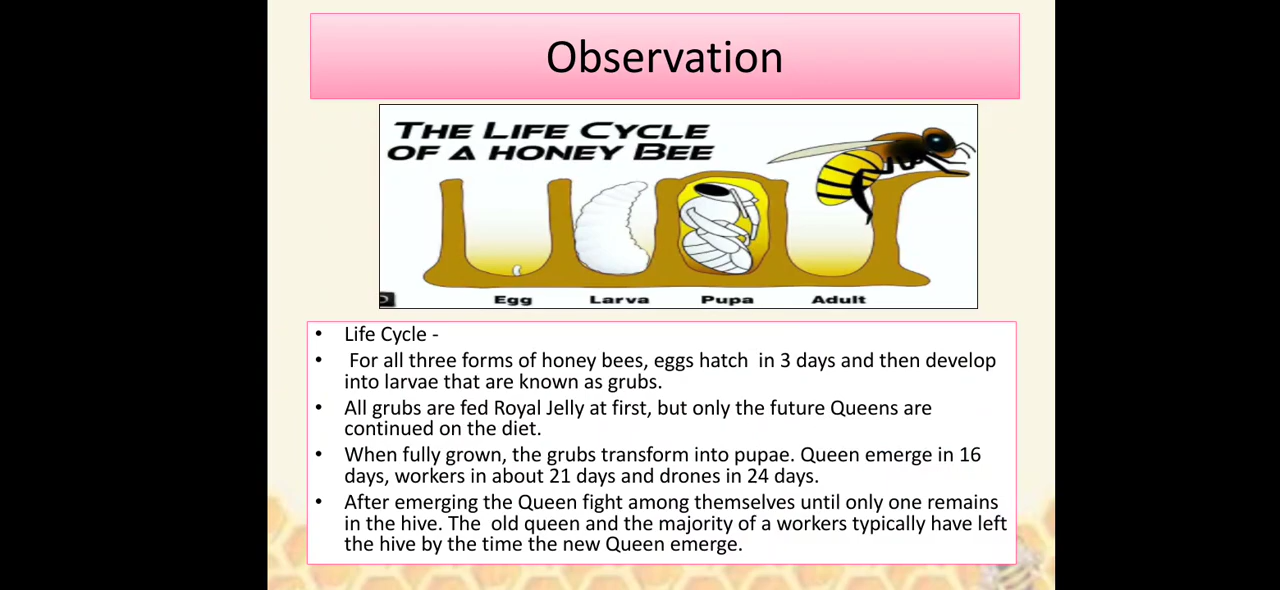 Observation
THE LIFE CYCLE
OF A HONEY BEE
Egg Larva Pupa Adult
• Life Cycle -
• For all three forms of honey bees, eggs hatch in 3 days and then develop
into larvae that are known as grubs.
• All grubs are fed Royal Jelly at first, but only the future Queens are
continued on the diet.
• When fully grown, the grubs transform into pupae. Queen emerge in 16
days, workers in about 21 days and drones in 24 days.
• After emerging the Queen fight among themselves until only one remains
in the hive. The old queen and the majority of a workers typically have left
the hive by the time the new Queen emerge.